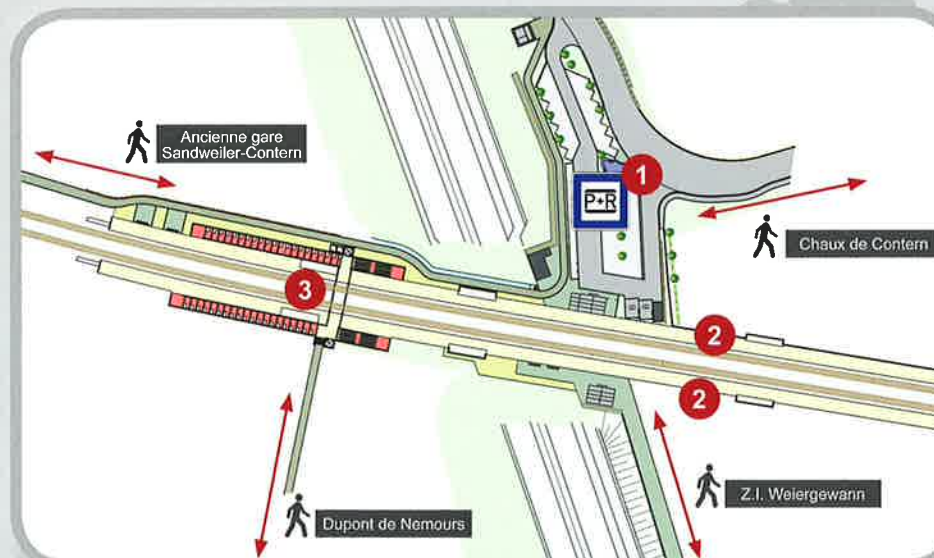 Ancienne gare
Sandweiler-Contern
1
P+R
Chaux de Contern
3
2
2
Z.I. Weiergewann
Dupont de Nemours